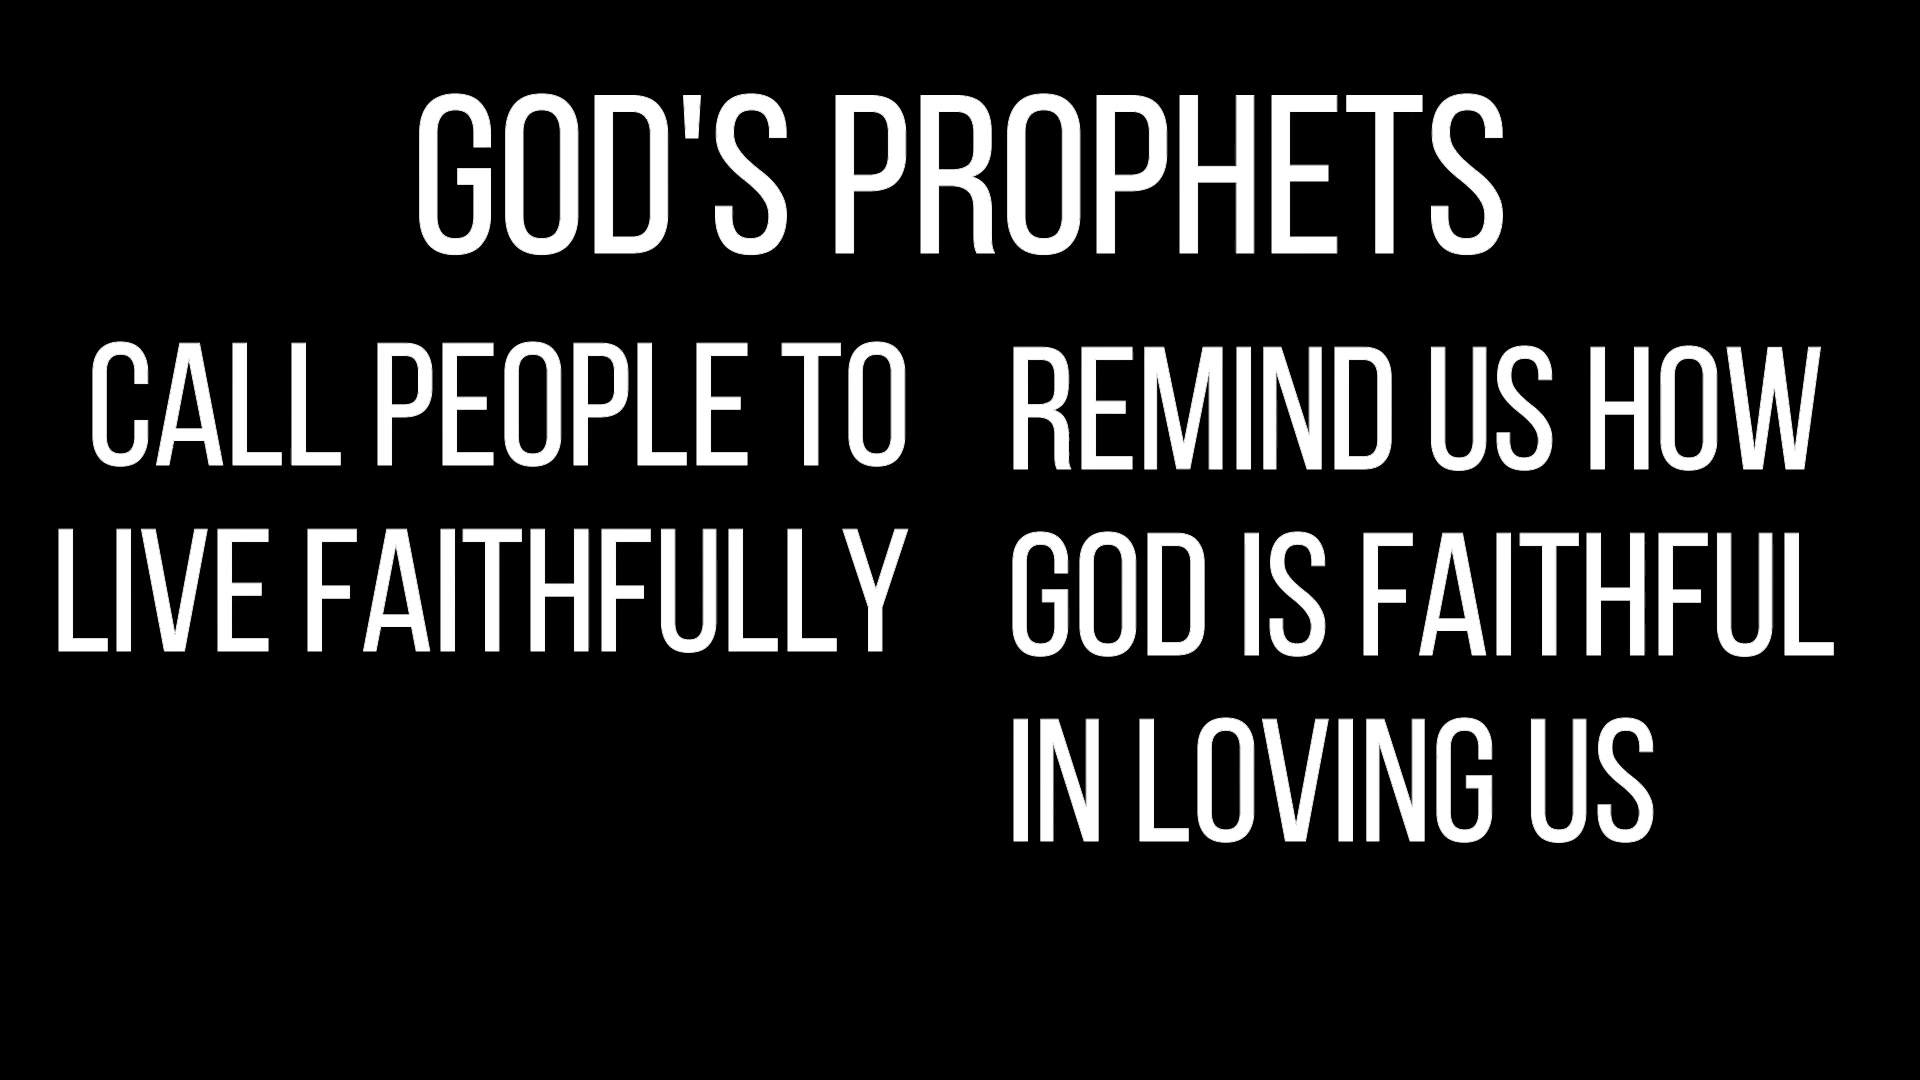 GOD'S PROPHETS
CALL PEOPLE TO
LIVE FAITHFULLY
REMIND US HOW
GOD IS FAITHFUL
IN LOVING US